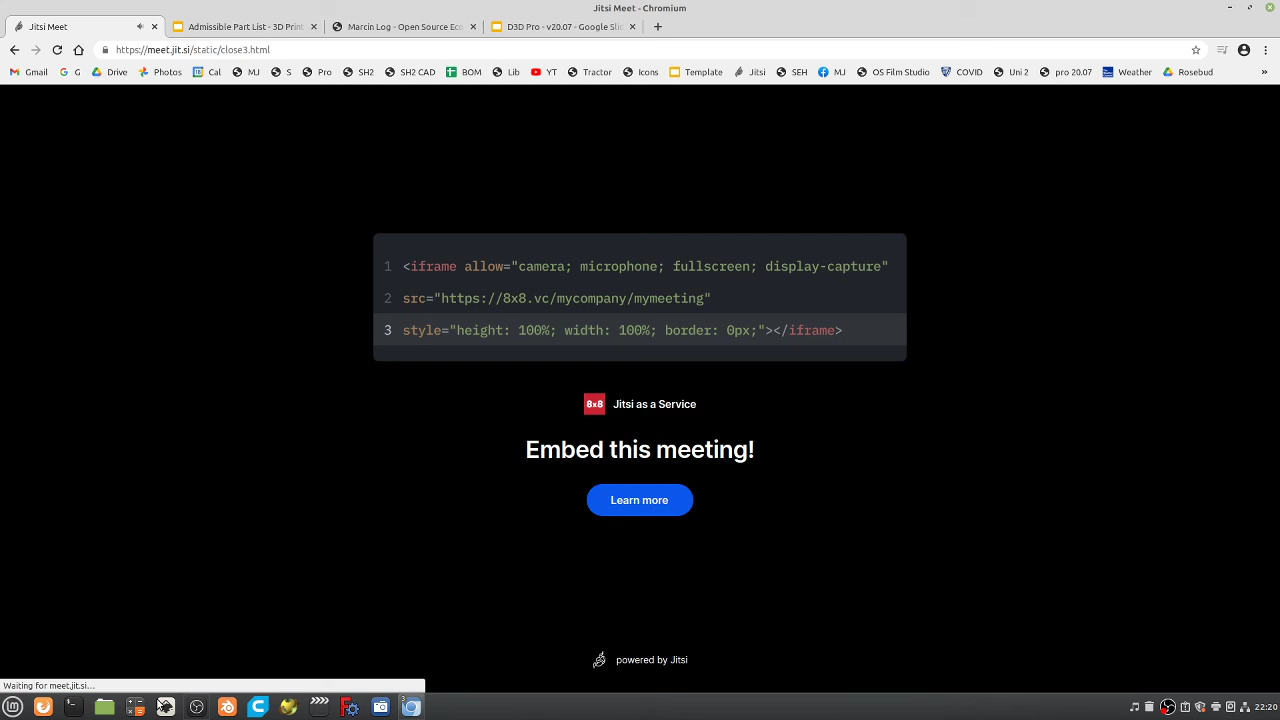 Jitsi Meet - Chromium
Jitsi Meet
Admissible Part List - 3D Print
Marcin Log - Open Source Eco
D3D Pro - v20.07 - Google Slid
https://meet.jit.si/static/close3.html
Gmail G Drive Photos Cal MJ S Pro SH2 SH2 CAD BOM Lib YT Tractor Icons Template Jitsi SEH MJ OS Film Studio COVID Uni 2 pro 20.07 Weather Rosebud »
1 <iframe allow="camera; microphone; fullscreen; display-capture"
2 src="https://8x8.vc/mycompany/mymeeting"
3 style="height: 100%; width: 100%; border: 0px;"></iframe>
8x8 Jitsi as a Service
Embed this meeting!
Learn more
powered by Jitsi
Waiting for meet.jit.si...
3
22:20